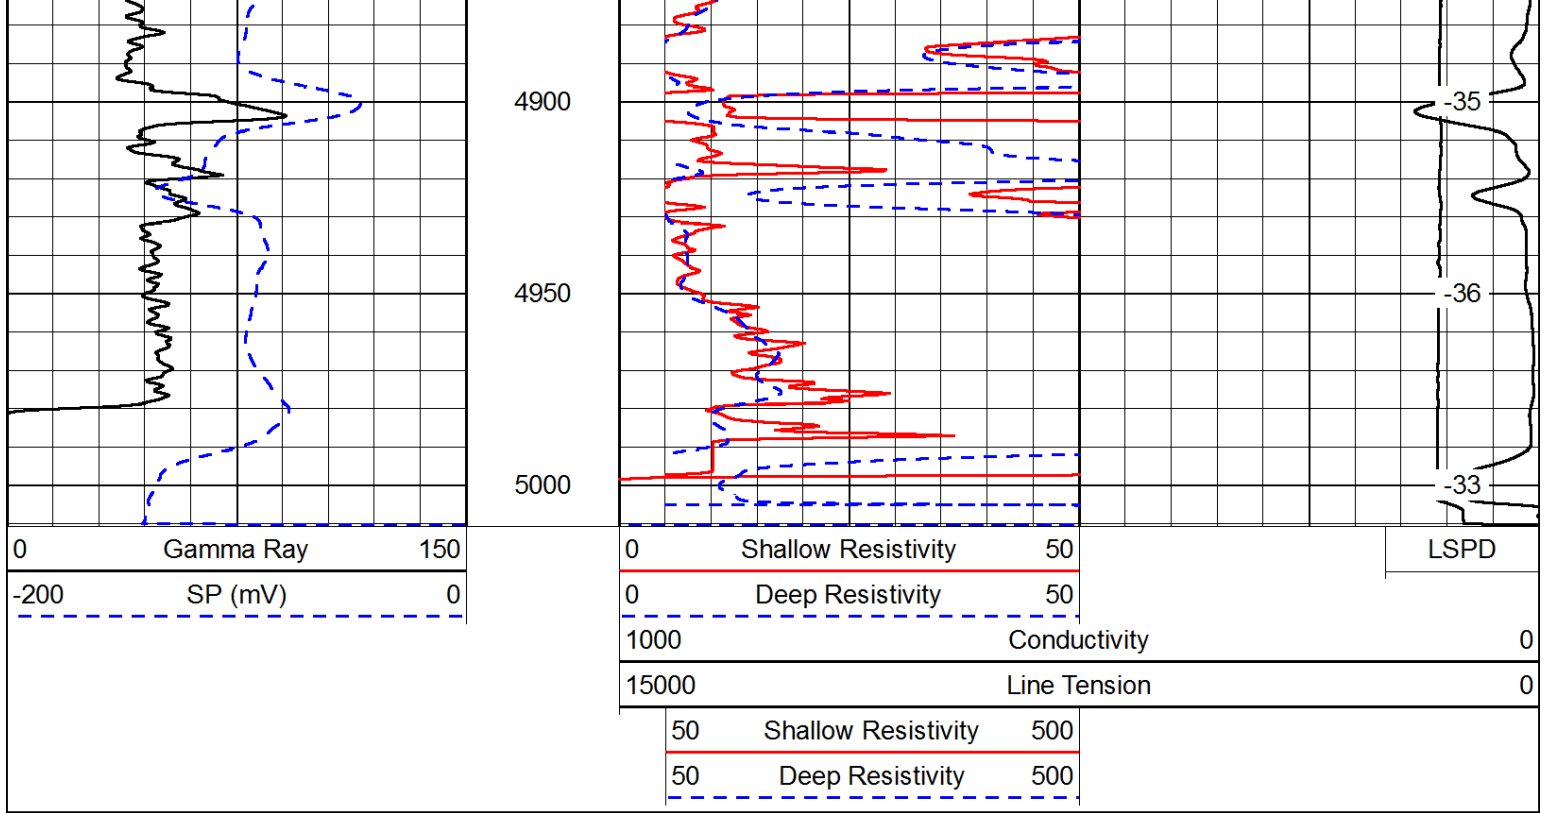 4900 -35
4950 -36
5000 -33
0 Gamma Ray 150 0 Shallow Resistivity 50 LSPD
-200 SP (mV) 0 0 Deep Resistivity 50
1000 Conductivity 0
15000 Line Tension 0
50 Shallow Resistivity 500
50 Deep Resistivity 500